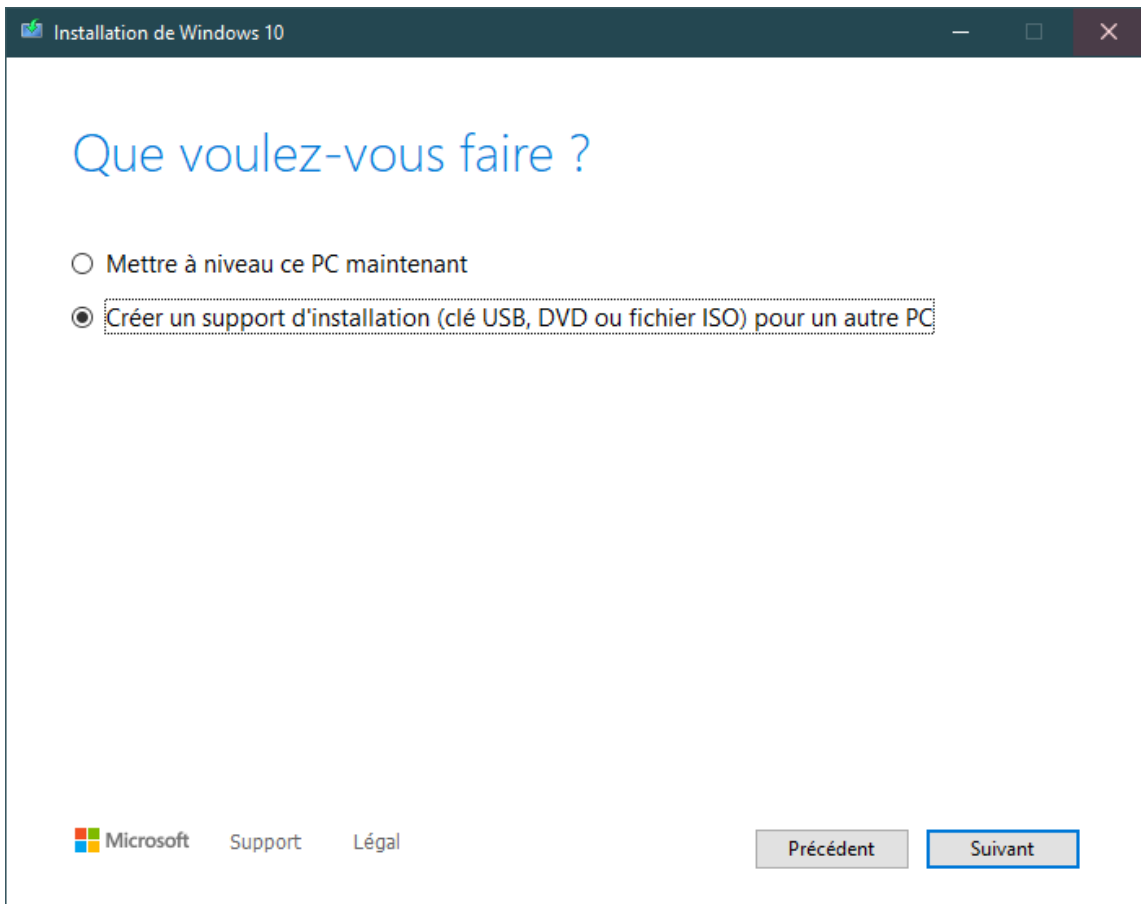 Installation de Windows 10
Que voulez-vous faire ?
Mettre à niveau ce PC maintenant
Créer un support d'installation (clé USB, DVD ou fichier ISO) pour un autre PC
Microsoft Support Légal Précédent Suivant